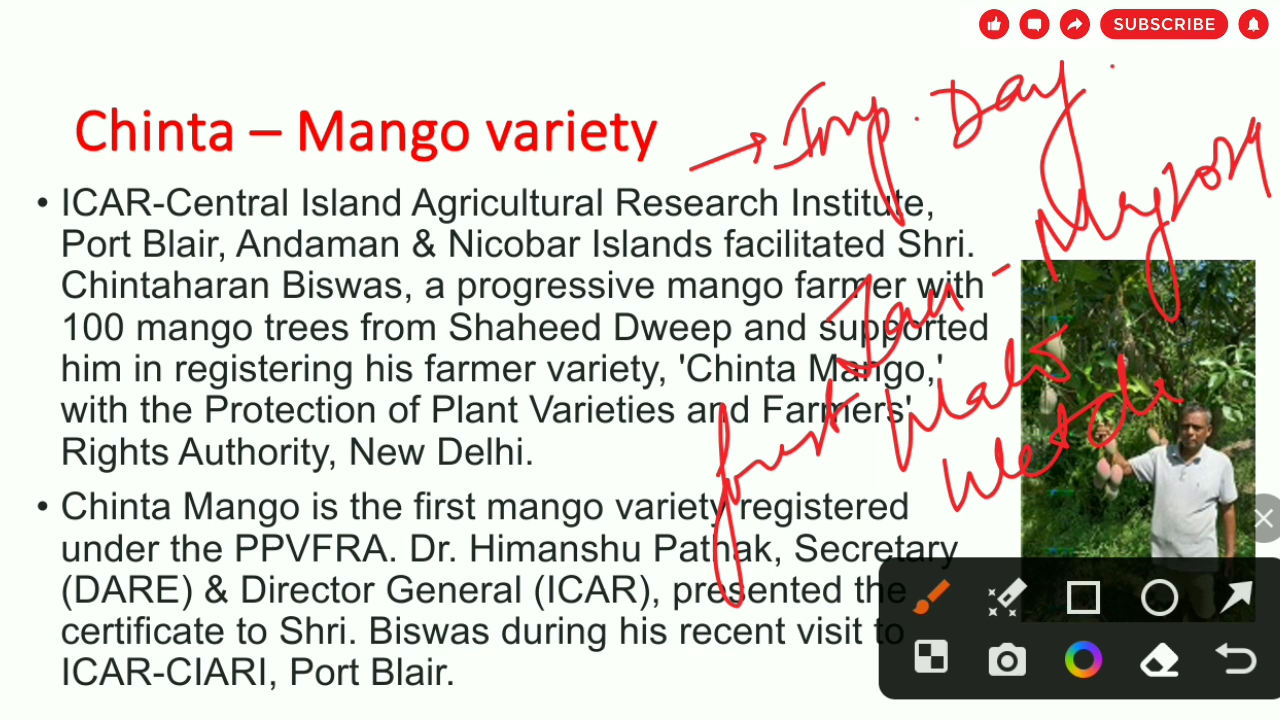 SUBSCRIBE
Chinta – Mango variety
→ Imp. Day
Jan - May 2024
forest
• ICAR-Central Island Agricultural Research Institute,
Port Blair, Andaman & Nicobar Islands facilitated Shri.
Chintaharan Biswas, a progressive mango farmer with
100 mango trees from Shaheed Dweep and supported
him in registering his farmer variety, 'Chinta Mango,'
with the Protection of Plant Varieties and Farmers'
Rights Authority, New Delhi.
• Chinta Mango is the first mango variety registered
under the PPVFRA. Dr. Himanshu Pathak, Secretary
(DARE) & Director General (ICAR), presented the
certificate to Shri. Biswas during his recent visit to
ICAR-CIARI, Port Blair.